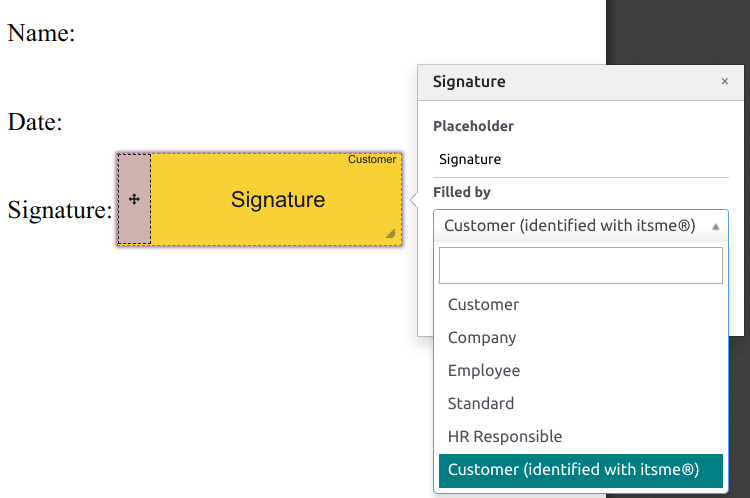 Name:
Date:
Signature:
Customer
Signature
Signature
×
Placeholder
Signature
Filled by
Customer (identified with itsme®)
Customer
Company
Employee
Standard
HR Responsible
Customer (identified with itsme®)